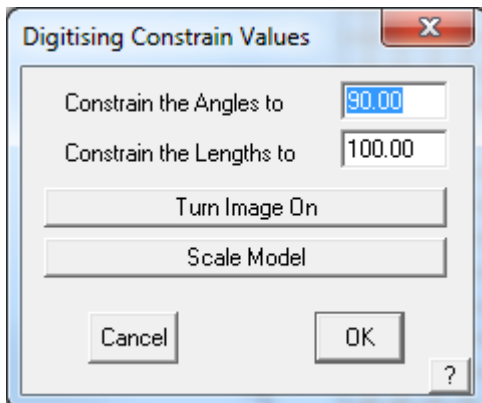 Digitising Constrain Values
Constrain the Angles to 90.00
Constrain the Lengths to 100.00
Turn Image On
Scale Model
Cancel OK
?